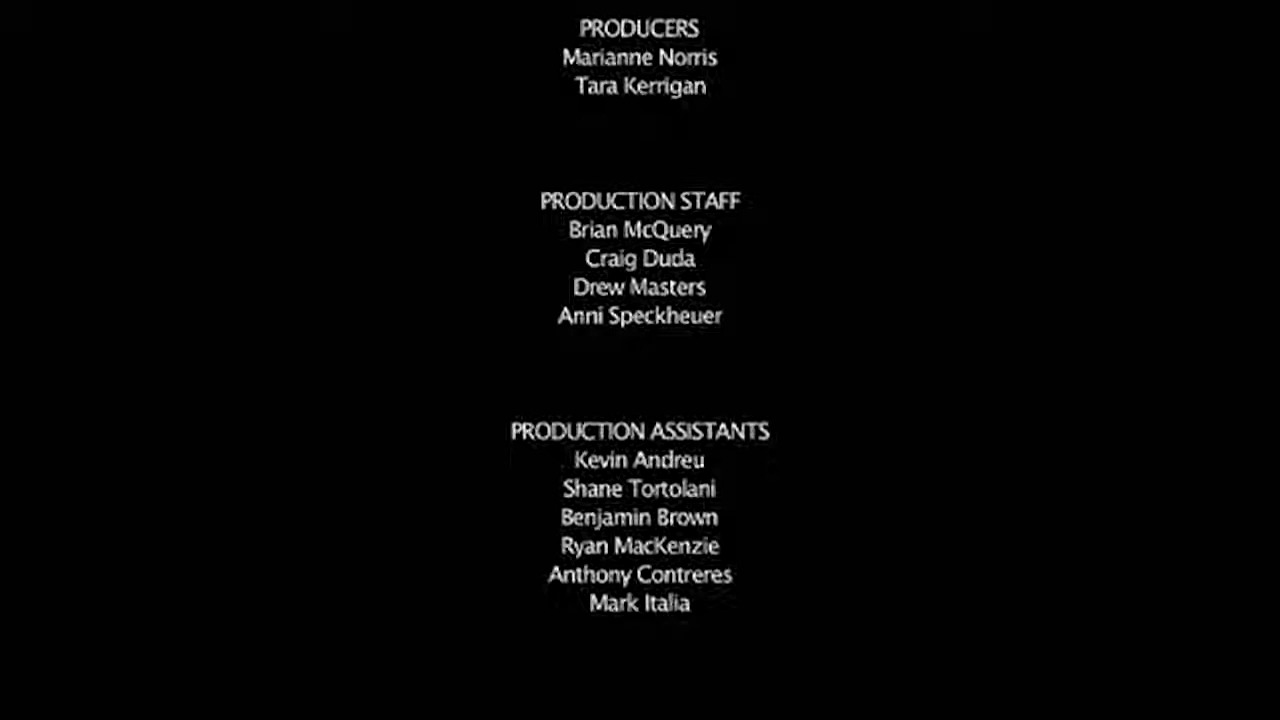 PRODUCERS
Marianne Norris
Tara Kerrigan
PRODUCTION STAFF
Brian McQuery
Craig Duda
Drew Masters
Anni Speckheuer
PRODUCTION ASSISTANTS
Kevin Andreu
Shane Tortolani
Benjamin Brown
Ryan MacKenzie
Anthony Contreres
Mark Italia